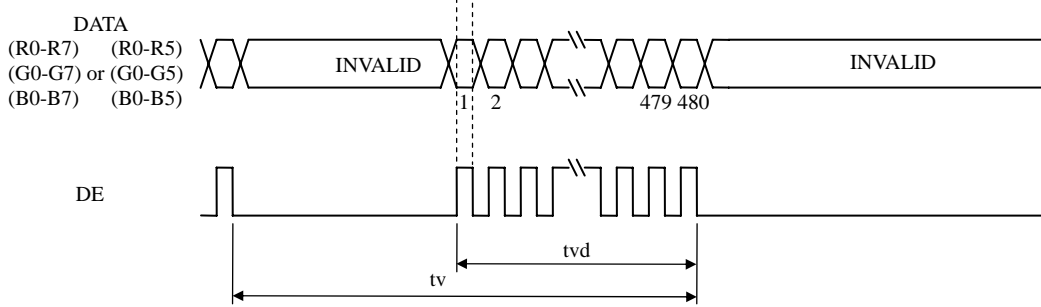 DATA
(R0-R7) (R0-R5)
(G0-G7) or (G0-G5)
(B0-B7) (B0-B5)
INVALID
INVALID
1 2 479 480
DE
tvd
tv